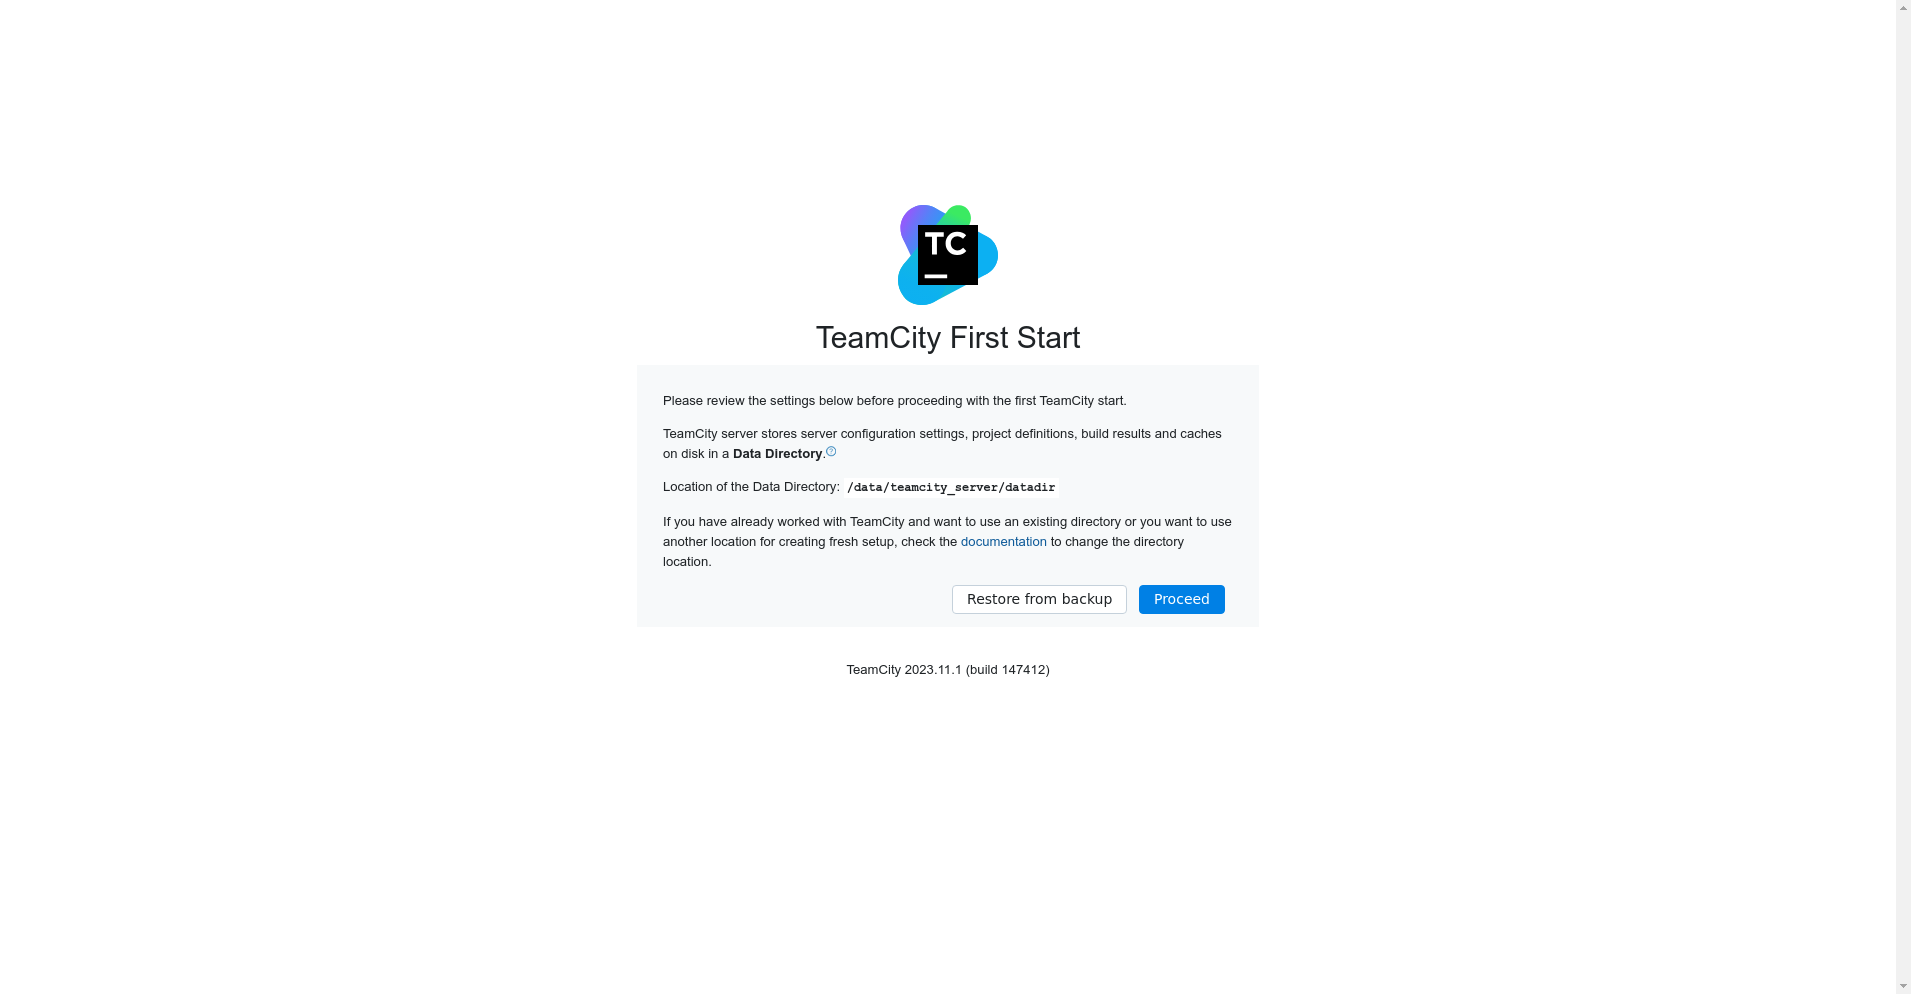 TC
TeamCity First Start
Please review the settings below before proceeding with the first TeamCity start.
TeamCity server stores server configuration settings, project definitions, build results and caches
on disk in a Data Directory.?
Location of the Data Directory: /data/teamcity_server/datadir
If you have already worked with TeamCity and want to use an existing directory or you want to use
another location for creating fresh setup, check the documentation to change the directory
location.
Restore from backup Proceed
TeamCity 2023.11.1 (build 147412)